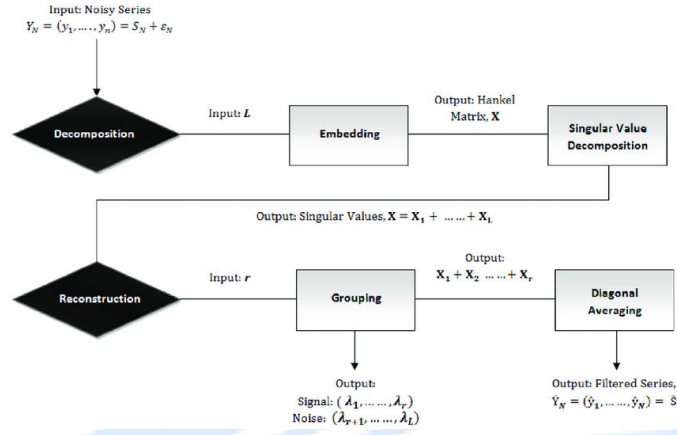 Input: Noisy Series
Y_N = (y_1,....,y_n) = S_N + ε_N
Decomposition
Input: L
Embedding
Output: Hankel
Matrix, X
Singular Value
Decomposition
Output: Singular Values, X = X_1 + ……+ X_L
Reconstruction
Input: r
Grouping
Output:
X_1 + X_2 ……+ X_r
Diagonal
Averaging
Output:
Signal: (λ_1,……,λ_r)
Noise: (λ_{r+1},……,λ_L)
Output: Filtered Series,
Ỹ_N = (ŷ_1,……,ŷ_N) = Ŝ